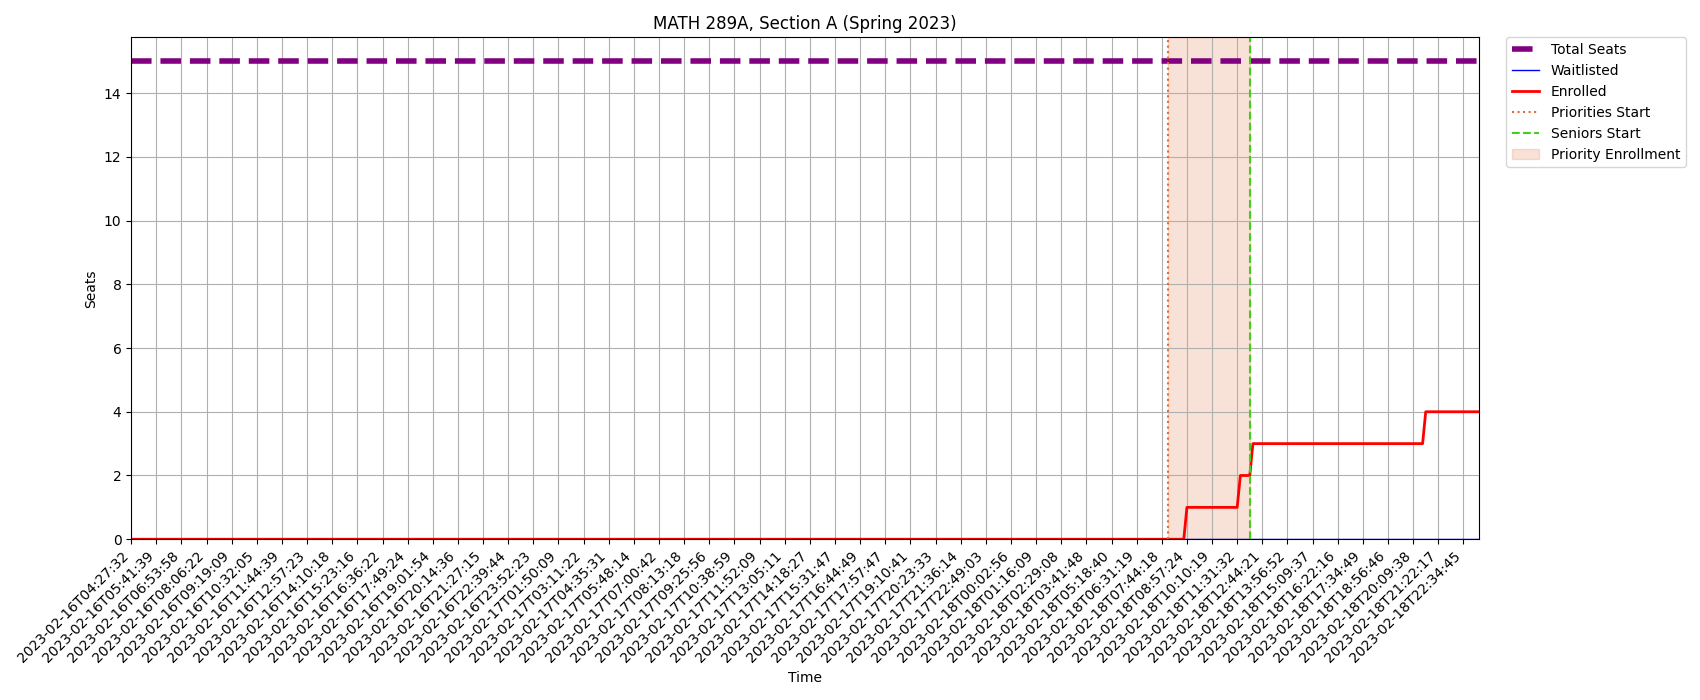 MATH 289A, Section A (Spring 2023)
Total Seats
Waitlisted
Enrolled
Priorities Start
Seniors Start
Priority Enrollment
Seats
14
12
10
8
6
4
2
0
2023-02-16T04:27:32
2023-02-16T05:41:39
2023-02-16T06:53:58
2023-02-16T08:06:22
2023-02-16T09:19:09
2023-02-16T10:32:05
2023-02-16T11:44:39
2023-02-16T12:57:23
2023-02-16T14:10:18
2023-02-16T15:23:16
2023-02-16T16:36:22
2023-02-16T17:49:24
2023-02-16T19:01:54
2023-02-16T20:14:36
2023-02-16T21:27:15
2023-02-16T22:39:44
2023-02-16T23:52:23
2023-02-17T01:50:09
2023-02-17T03:11:22
2023-02-17T04:35:31
2023-02-17T05:48:14
2023-02-17T07:00:42
2023-02-17T08:13:18
2023-02-17T09:25:56
2023-02-17T10:38:59
2023-02-17T11:52:09
2023-02-17T13:05:11
2023-02-17T14:18:27
2023-02-17T15:31:47
2023-02-17T16:44:49
2023-02-17T17:57:47
2023-02-17T19:10:41
2023-02-17T20:23:33
2023-02-17T21:36:14
2023-02-17T22:49:03
2023-02-18T00:02:56
2023-02-18T01:16:09
2023-02-18T02:29:08
2023-02-18T03:41:48
2023-02-18T05:18:40
2023-02-18T06:31:19
2023-02-18T07:44:18
2023-02-18T08:57:24
2023-02-18T10:10:19
2023-02-18T11:31:32
2023-02-18T12:44:21
2023-02-18T13:56:52
2023-02-18T15:09:37
2023-02-18T16:22:16
2023-02-18T17:34:49
2023-02-18T18:56:46
2023-02-18T20:09:38
2023-02-18T21:22:17
2023-02-18T22:34:45
Time